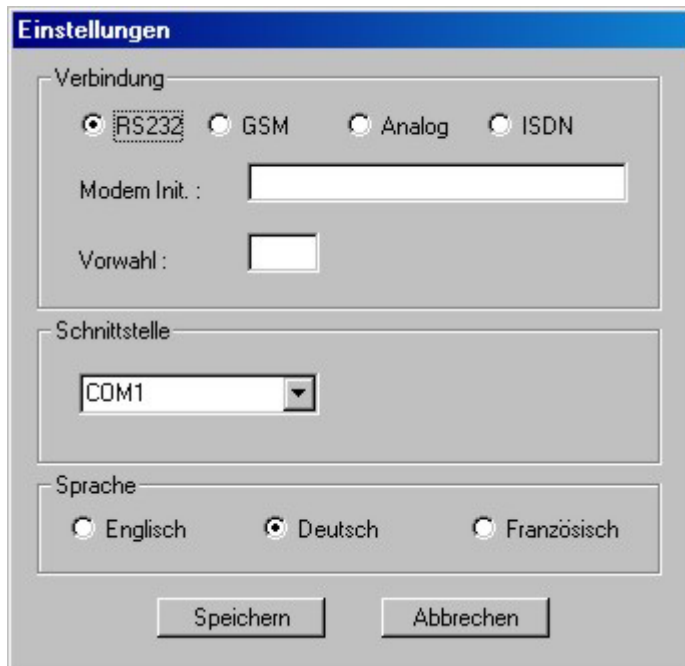 Einstellungen
Verbindung
RS232 GSM Analog ISDN
Modem Init. :
Vorwahl :
Schnittstelle
COM1
Sprache
Englisch Deutsch Französisch
Speichern Abbrechen